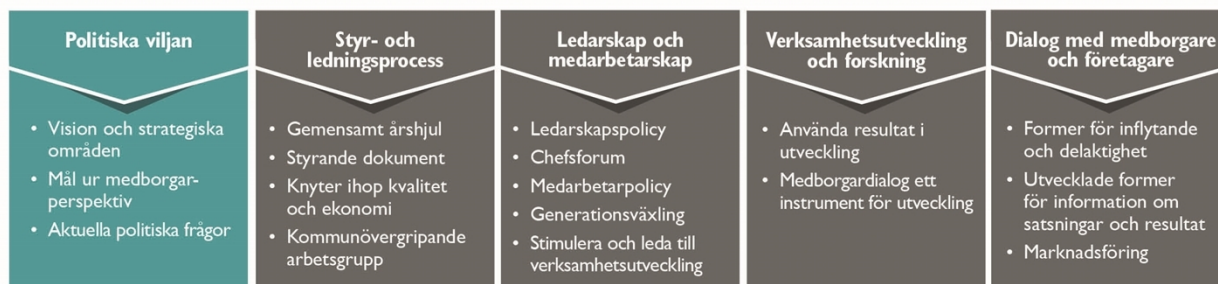 Politiska viljan
• Vision och strategiska
områden
• Mål ur medborgar-
perspektiv
• Aktuella politiska frågor
Styr- och
ledningsprocess
• Gemensamt årshjul
• Styrande dokument
• Knyter ihop kvalitet
och ekonomi
• Kommunövergripande
arbetsgrupp
Ledarskap och
medarbetarskap
• Ledarskapspolicy
• Chefsforum
• Medarbetarpolicy
• Generationsväxling
• Stimulera och leda till
verksamhetsutveckling
Verksamhetsutveckling
och forskning
• Använda resultat i
utveckling
• Medborgardialog ett
instrument för utveckling
Dialog med medborgare
och företagare
• Former för inflytande
och delaktighet
• Utvecklade former
för information om
satsningar och resultat
• Marknadsföring